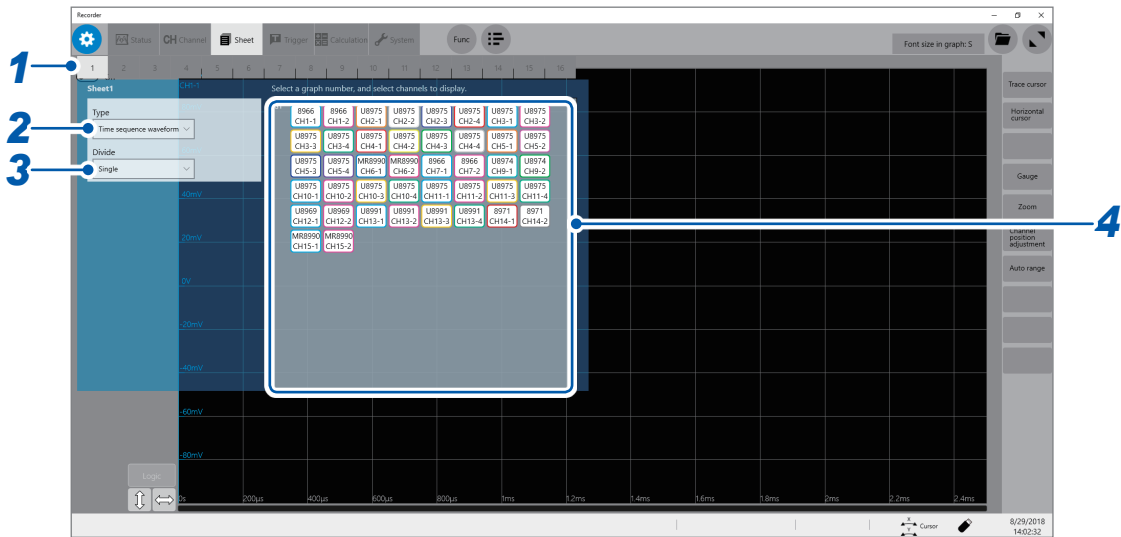 Recorder
Status CH Channel Sheet Trigger Calculation System Func Font size in graph: S
1
1 2 3 4 5 6 7 8 9 10 11 12 13 14 15 16
Sheet1
CH1-1
Select a graph number, and select channels to display.
Trace cursor
8966 8966 U8975 U8975 U8975 U8975 U8975 U8975
CH1-1 CH1-2 CH2-1 CH2-2 CH2-3 CH2-4 CH3-1 CH3-2
Type
Horizontal
cursor
2
Time sequence waveform
U8975 U8975 U8975 U8975 U8975 U8975 U8975 U8975
CH3-3 CH3-4 CH4-1 CH4-2 CH4-3 CH4-4 CH5-1 CH5-2
Divide
3
Single
U8975 U8975 MR8990 MR8990 8966 8966 U8974 U8974
CH5-3 CH5-4 CH6-1 CH6-2 CH7-1 CH7-2 CH9-1 CH9-2
Gauge
40mV
U8975 U8975 U8975 U8975 U8975 U8975 U8975 U8975
CH10-1 CH10-2 CH10-3 CH10-4 CH11-1 CH11-2 CH11-3 CH11-4
Zoom
U8969 U8969 U8991 U8991 U8991 U8991 8971 8971
CH12-1 CH12-2 CH13-1 CH13-2 CH13-3 CH13-4 CH14-1 CH14-2
4
20mV
MR8990 MR8990
CH15-1 CH15-2
Channel
position
adjustment
Auto range
0V
-20mV
-40mV
-60mV
-80mV
Logic
0s 200µs 400µs 600µs 800µs 1ms 1.2ms 1.4ms 1.6ms 1.8ms 2ms 2.2ms 2.4ms
X
Y
Cursor
8/29/2018
14:02:32